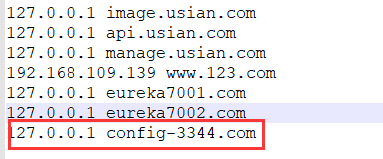 127.0.0.1 image.usian.com
127.0.0.1 api.usian.com
127.0.0.1 manage.usian.com
192.168.109.139 www.123.com
127.0.0.1 eureka7001.com
127.0.0.1 eureka7002.com
127.0.0.1 config-3344.com